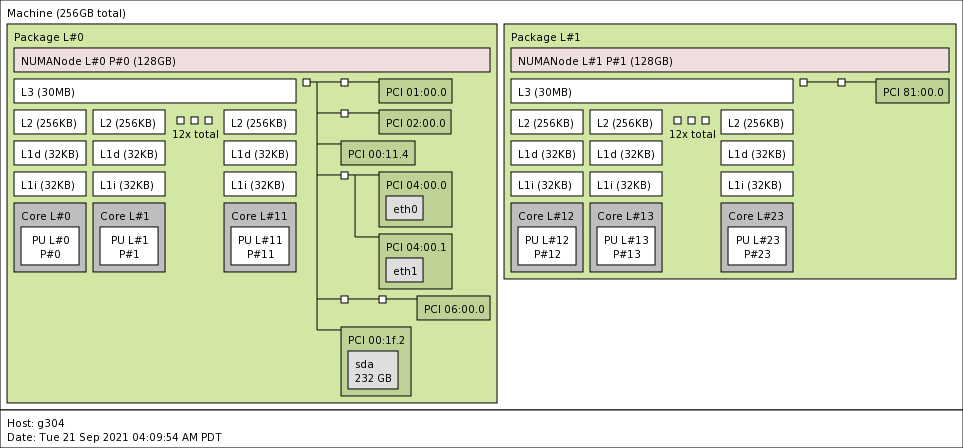 Machine (256GB total)
Package L#0
NUMANode L#0 P#0 (128GB)
L3 (30MB)
PCI 01:00.0
L2 (256KB) L2 (256KB) 12x total L2 (256KB)
PCI 02:00.0
L1d (32KB) L1d (32KB) L1d (32KB)
PCI 00:11.4
L1i (32KB) L1i (32KB) L1i (32KB)
PCI 04:00.0
eth0
Core L#0 Core L#1 Core L#11
PU L#0 PU L#1 PU L#11
P#0 P#1 P#11
PCI 04:00.1
eth1
PCI 06:00.0
PCI 00:1f.2
sda
232 GB
Package L#1
NUMANode L#1 P#1 (128GB)
L3 (30MB)
PCI 81:00.0
L2 (256KB) L2 (256KB) 12x total L2 (256KB)
L1d (32KB) L1d (32KB) L1d (32KB)
L1i (32KB) L1i (32KB) L1i (32KB)
Core L#12 Core L#13 Core L#23
PU L#12 PU L#13 PU L#23
P#12 P#13 P#23
Host: g304
Date: Tue 21 Sep 2021 04:09:54 AM PDT